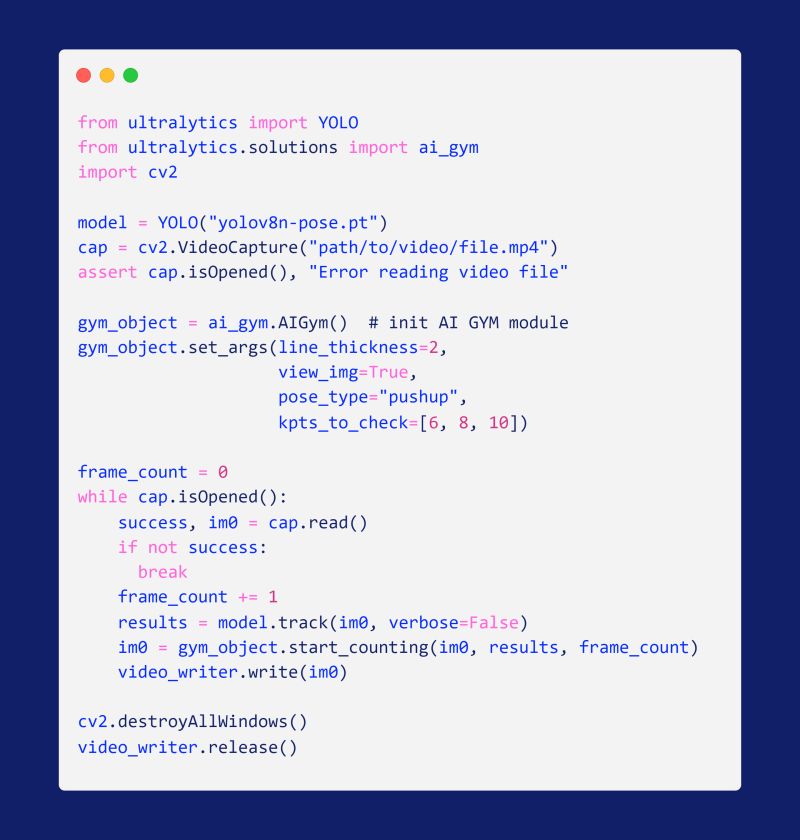 from ultralytics import YOLO
from ultralytics.solutions import ai_gym
import cv2

model = YOLO("yolov8n-pose.pt")
cap = cv2.VideoCapture("path/to/video/file.mp4")
assert cap.isOpened(), "Error reading video file"

gym_object = ai_gym.AIGym()  # init AI GYM module
gym_object.set_args(line_thickness=2,
                    view_img=True,
                    pose_type="pushup",
                    kpts_to_check=[6, 8, 10])

frame_count = 0
while cap.isOpened():
    success, im0 = cap.read()
    if not success:
      break
    frame_count += 1
    results = model.track(im0, verbose=False)
    im0 = gym_object.start_counting(im0, results, frame_count)
    video_writer.write(im0)

cv2.destroyAllWindows()
video_writer.release()